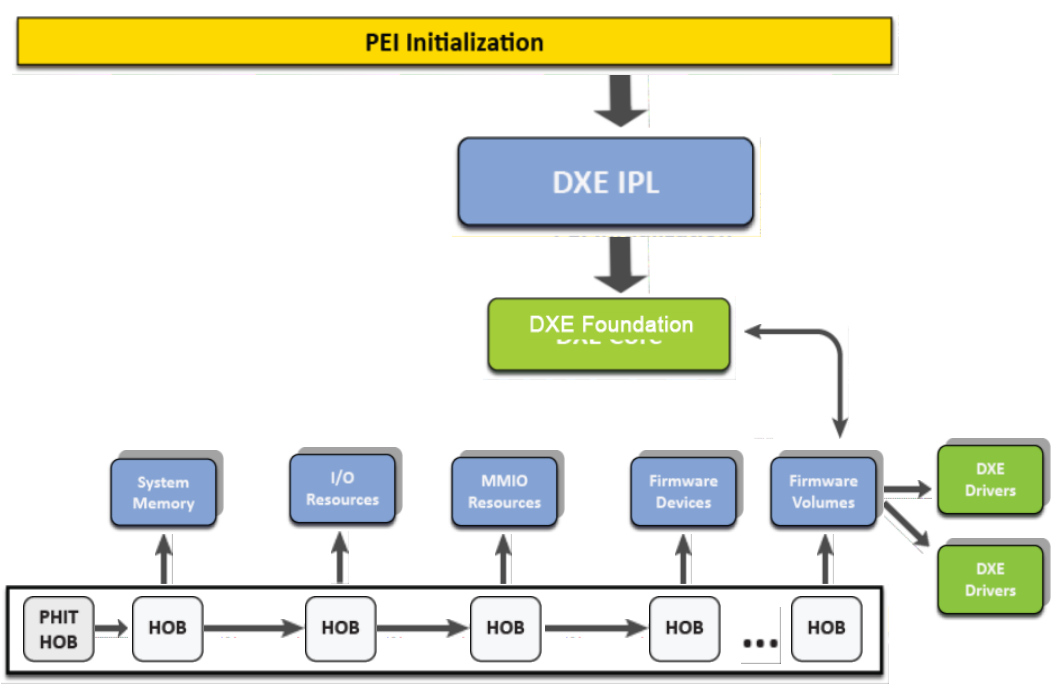 PEI Initialization
DXE IPL
DXE Foundation
System
Memory
I/O
Resources
MMIO
Resources
Firmware
Devices
Firmware
Volumes
DXE
Drivers
DXE
Drivers
PHIT
HOB
HOB
HOB
HOB
HOB
...
HOB